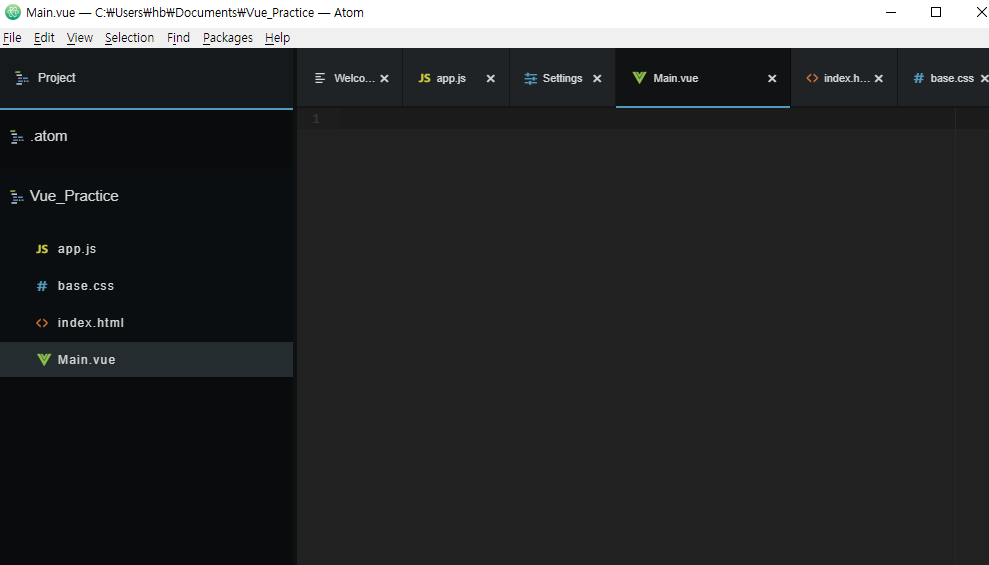 Main.vue — C:₩Users₩hb₩Documents₩Vue_Practice — Atom
File Edit View Selection Find Packages Help
Project
Welco... JS app.js Settings Main.vue <> index.h... # base.css
.atom
Vue_Practice
JS app.js
# base.css
<> index.html
Main.vue
1